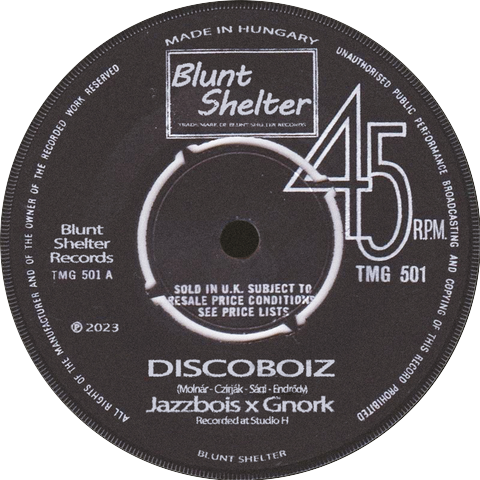 MADE IN HUNGARY
Blunt
Shelter
TRADE MARK OF BLUNT SHELTER RECORDS
UNAUTHORISED PUBLIC PERFORMANCE BROADCASTING AND COPYING OF THIS RECORD PROHIBITED
ALL RIGHTS OF THE MANUFACTURER AND OF THE OWNER OF THE RECORDED WORK RESERVED
45
R.P.M.
TMG 501
Blunt
Shelter
Records
TMG 501 A
℗ 2023
SOLD IN U.K. SUBJECT TO
RESALE PRICE CONDITIONS
SEE PRICE LISTS
DISCOBOIZ
(Molnár - Czirják - Sági - Endrődy)
Jazzbois x Gnork
Recorded at Studio H
BLUNT SHELTER